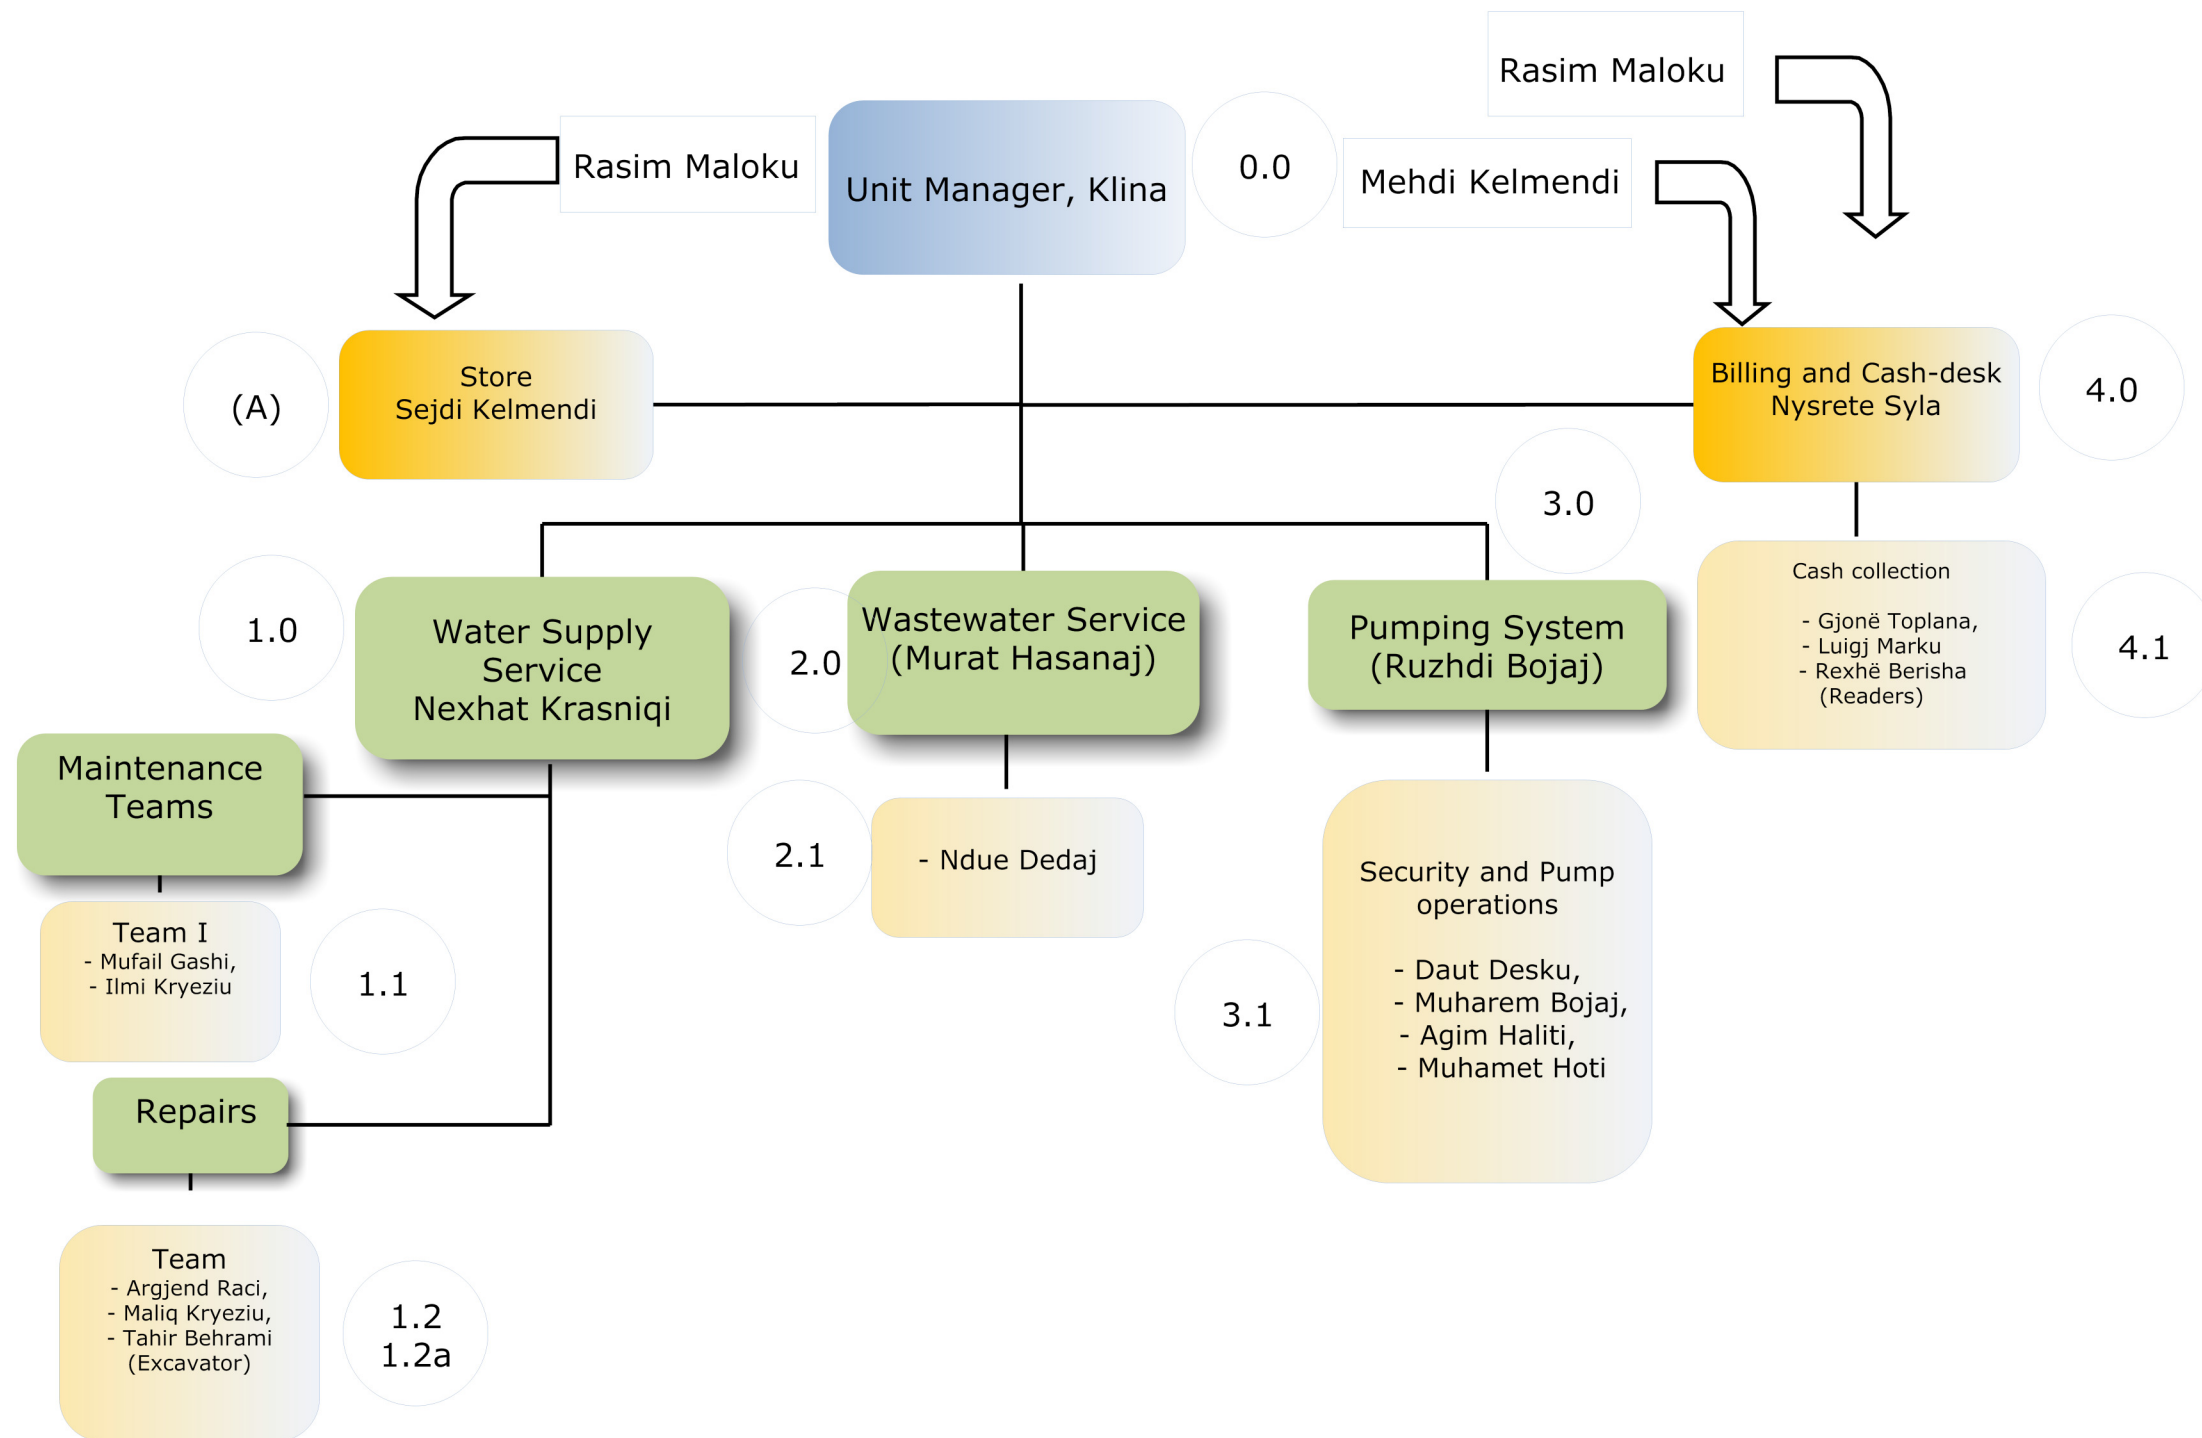 Rasim Maloku
Rasim Maloku
Unit Manager, Klina
0.0
Mehdi Kelmendi
(A)
Store
Sejdi Kelmendi
Billing and Cash-desk
Nysrete Syla
4.0
3.0
1.0
Water Supply
Service
Nexhat Krasniqi
2.0
Wastewater Service
(Murat Hasanaj)
Pumping System
(Ruzhdi Bojaj)
Cash collection
- Gjonë Toplana,
- Luigj Marku
- Rexhë Berisha
(Readers)
4.1
Maintenance
Teams
2.1
- Ndue Dedaj
Team I
- Mufail Gashi,
- Ilmi Kryeziu
1.1
Security and Pump
operations
- Daut Desku,
- Muharem Bojaj,
- Agim Haliti,
- Muhamet Hoti
3.1
Repairs
Team
- Argjend Raci,
- Maliq Kryeziu,
- Tahir Behrami
(Excavator)
1.2
1.2a